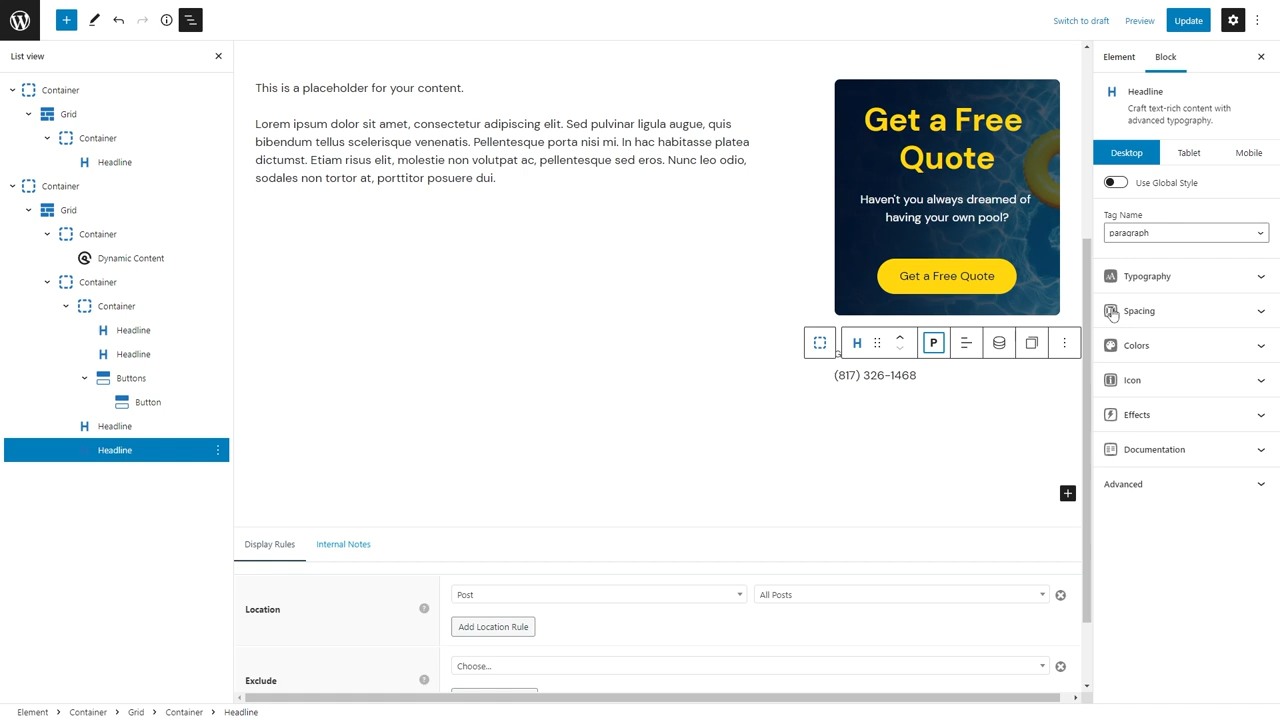 Switch to draft
Preview
Update
List view
Element
Block
Container
Grid
Container
Headline
Container
Grid
Container
Dynamic Content
Container
Container
Headline
Headline
Buttons
Button
Headline
Headline
This is a placeholder for your content.
Lorem ipsum dolor sit amet, consectetur adipiscing elit. Sed pulvinar ligula augue, quis
bibendum tellus scelerisque venenatis. Pellentesque porta nisi mi. In hac habitasse platea
dictumst. Etiam risus elit, molestie non volutpat ac, pellentesque sed eros. Nunc leo odio,
sodales non tortor at, porttitor posuere dui.
Get a Free
Quote
Haven't you always dreamed of
having your own pool?
Get a Free Quote
H
P
(817) 326-1468
Headline
Craft text-rich content with
advanced typography.
Desktop
Tablet
Mobile
Use Global Style
Tag Name
paragraph
Typography
Spacing
Colors
Icon
Effects
Documentation
Advanced
Display Rules
Internal Notes
Location
Post
All Posts
Add Location Rule
Exclude
Choose...
Element > Container > Grid > Container > Headline